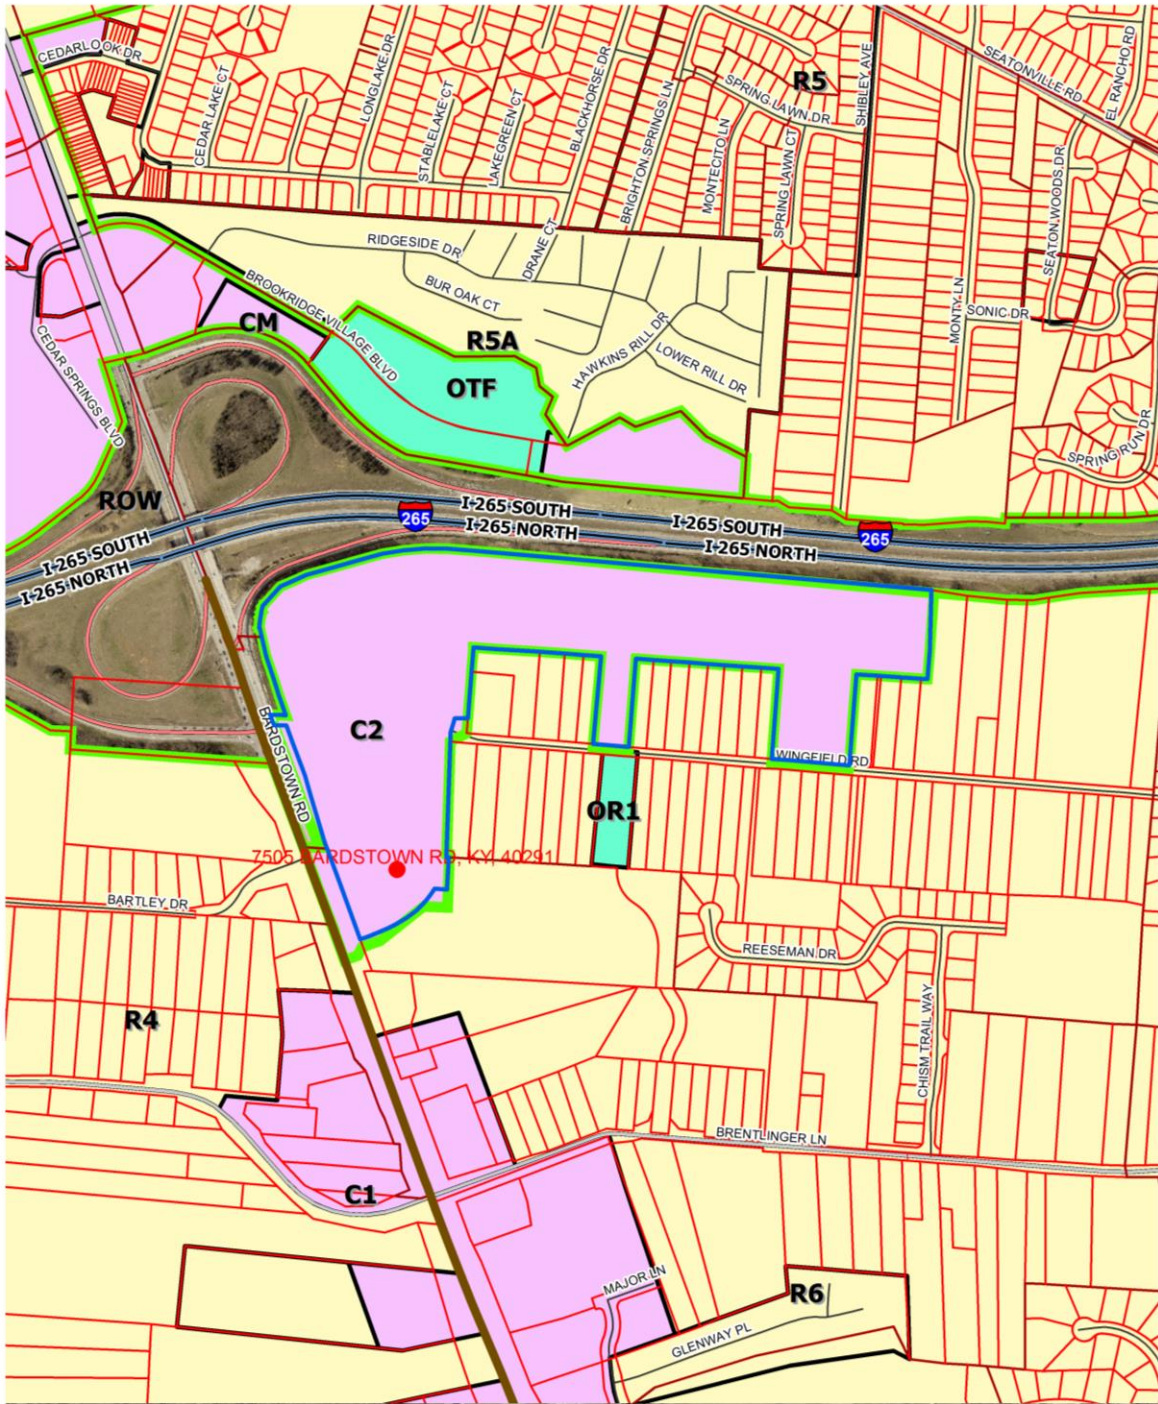 CEDARLOOK DR
CEDAR LAKE CT
LONGLAKE DR
STABLELAKE CT
LAKEGREEN CT
BLACKHORSE DR
BRIGHTON SPRINGS LN
SPRING LAWN DR
R5
SHIBLEY AVE
SEATONVILLE RD
EL RANCHO RD
MONTECITO LN
SPRING LAWN CT
SEATON WOODS DR
RIDGESIDE DR
DRANE CT
BUR OAK CT
BROOKRIDGE VILLAGE BLVD
CM
R5A
OTF
HAWKINS RILL DR
LOWER RILL DR
MONTY LN
SONIC DR
CEDAR SPRINGS BLVD
SPRING RUN DR
ROW
I 265 SOUTH
I 265 NORTH
265
I 265 SOUTH
I 265 NORTH
I 265 SOUTH
I 265 NORTH
265
BARDSTOWN RD
C2
WINGFIELD RD
OR1
7505 BARDSTOWN RD, KY, 40291
BARTLEY DR
REESEMAN DR
R4
CHISM TRAIL WAY
BRENTLINGER LN
C1
MAJOR LN
R6
GLENWAY PL